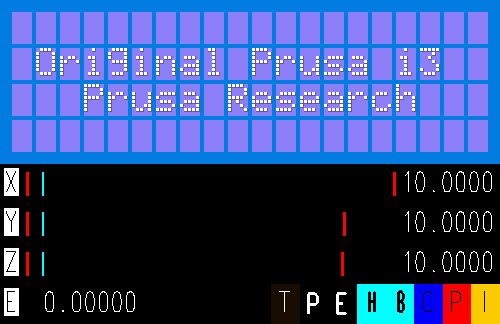 Original Prusa i3
Prusa Research
X 10.0000
Y 10.0000
Z 10.0000
E 0.00000 T P E H B C P I